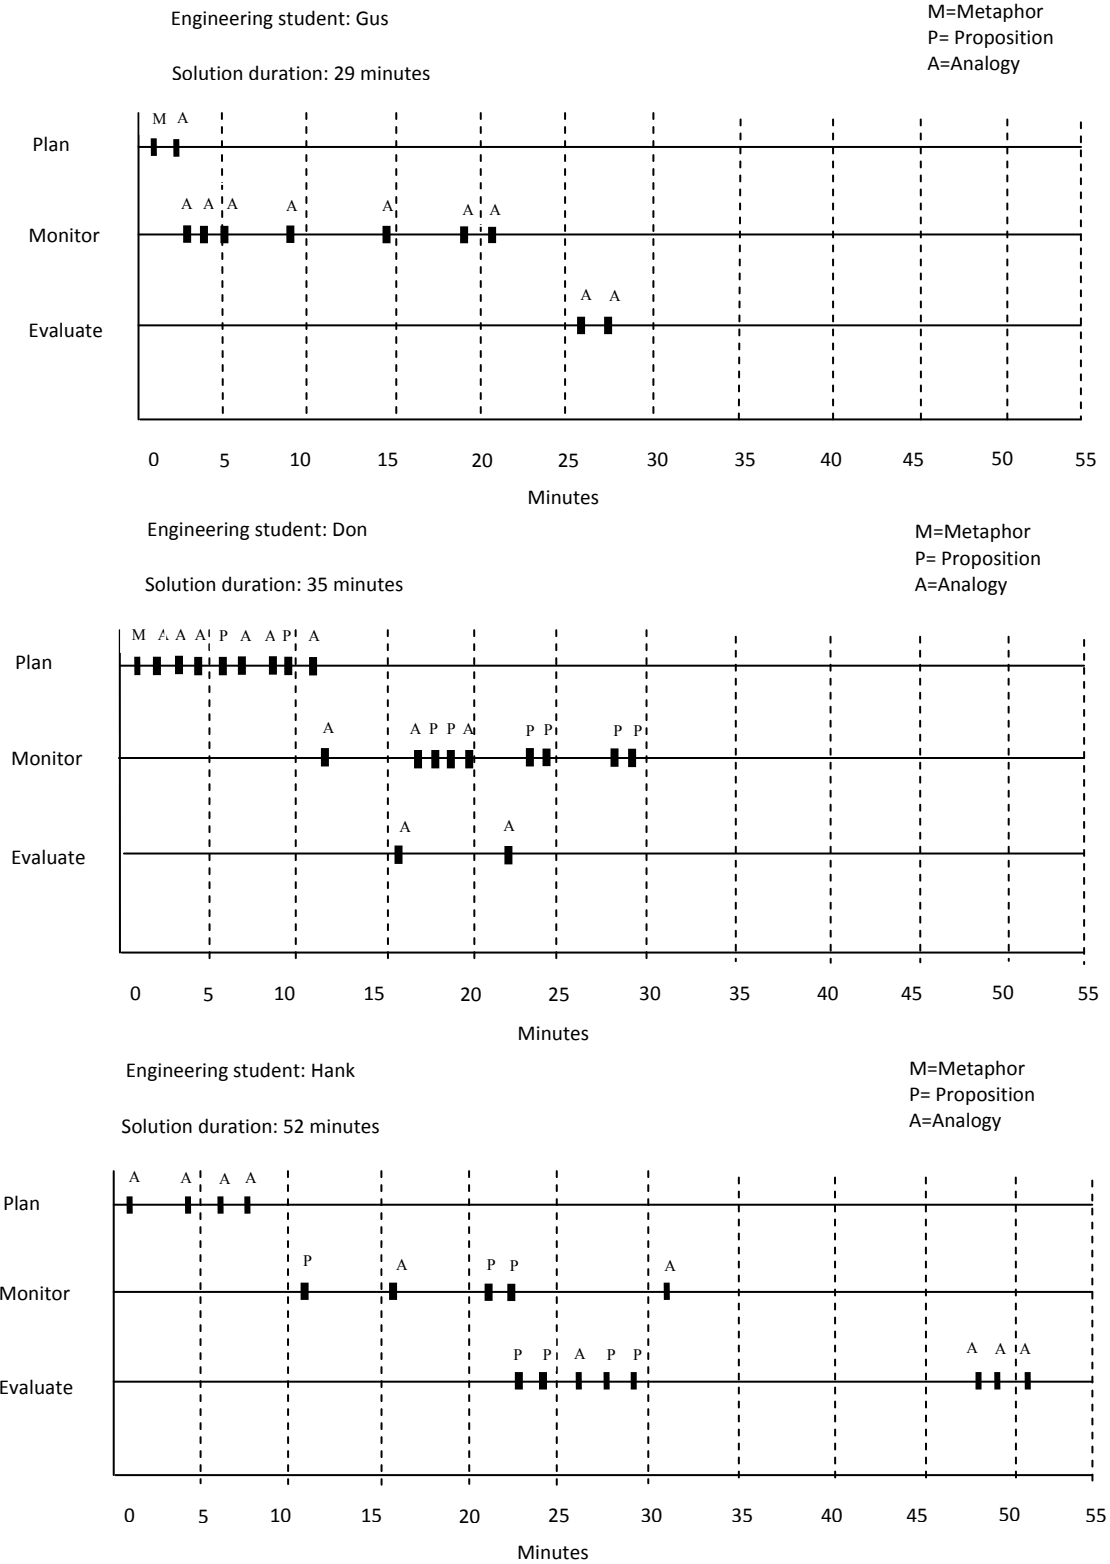 Engineering student: Gus
M=Metaphor
P= Proposition
A=Analogy
Solution duration: 29 minutes
M A
Plan
A A A A A A A
Monitor
A A
Evaluate
0 5 10 15 20 25 30 35 40 45 50 55
Minutes
Engineering student: Don
M=Metaphor
P= Proposition
A=Analogy
Solution duration: 35 minutes
M A A A P A A P A
Plan
A A P P A P P P P
Monitor
A A
Evaluate
0 5 10 15 20 25 30 35 40 45 50 55
Minutes
Engineering student: Hank
M=Metaphor
P= Proposition
A=Analogy
Solution duration: 52 minutes
A A A A
Plan
P A P P A
Monitor
P P A P P A A A
Evaluate
0 5 10 15 20 25 30 35 40 45 50 55
Minutes